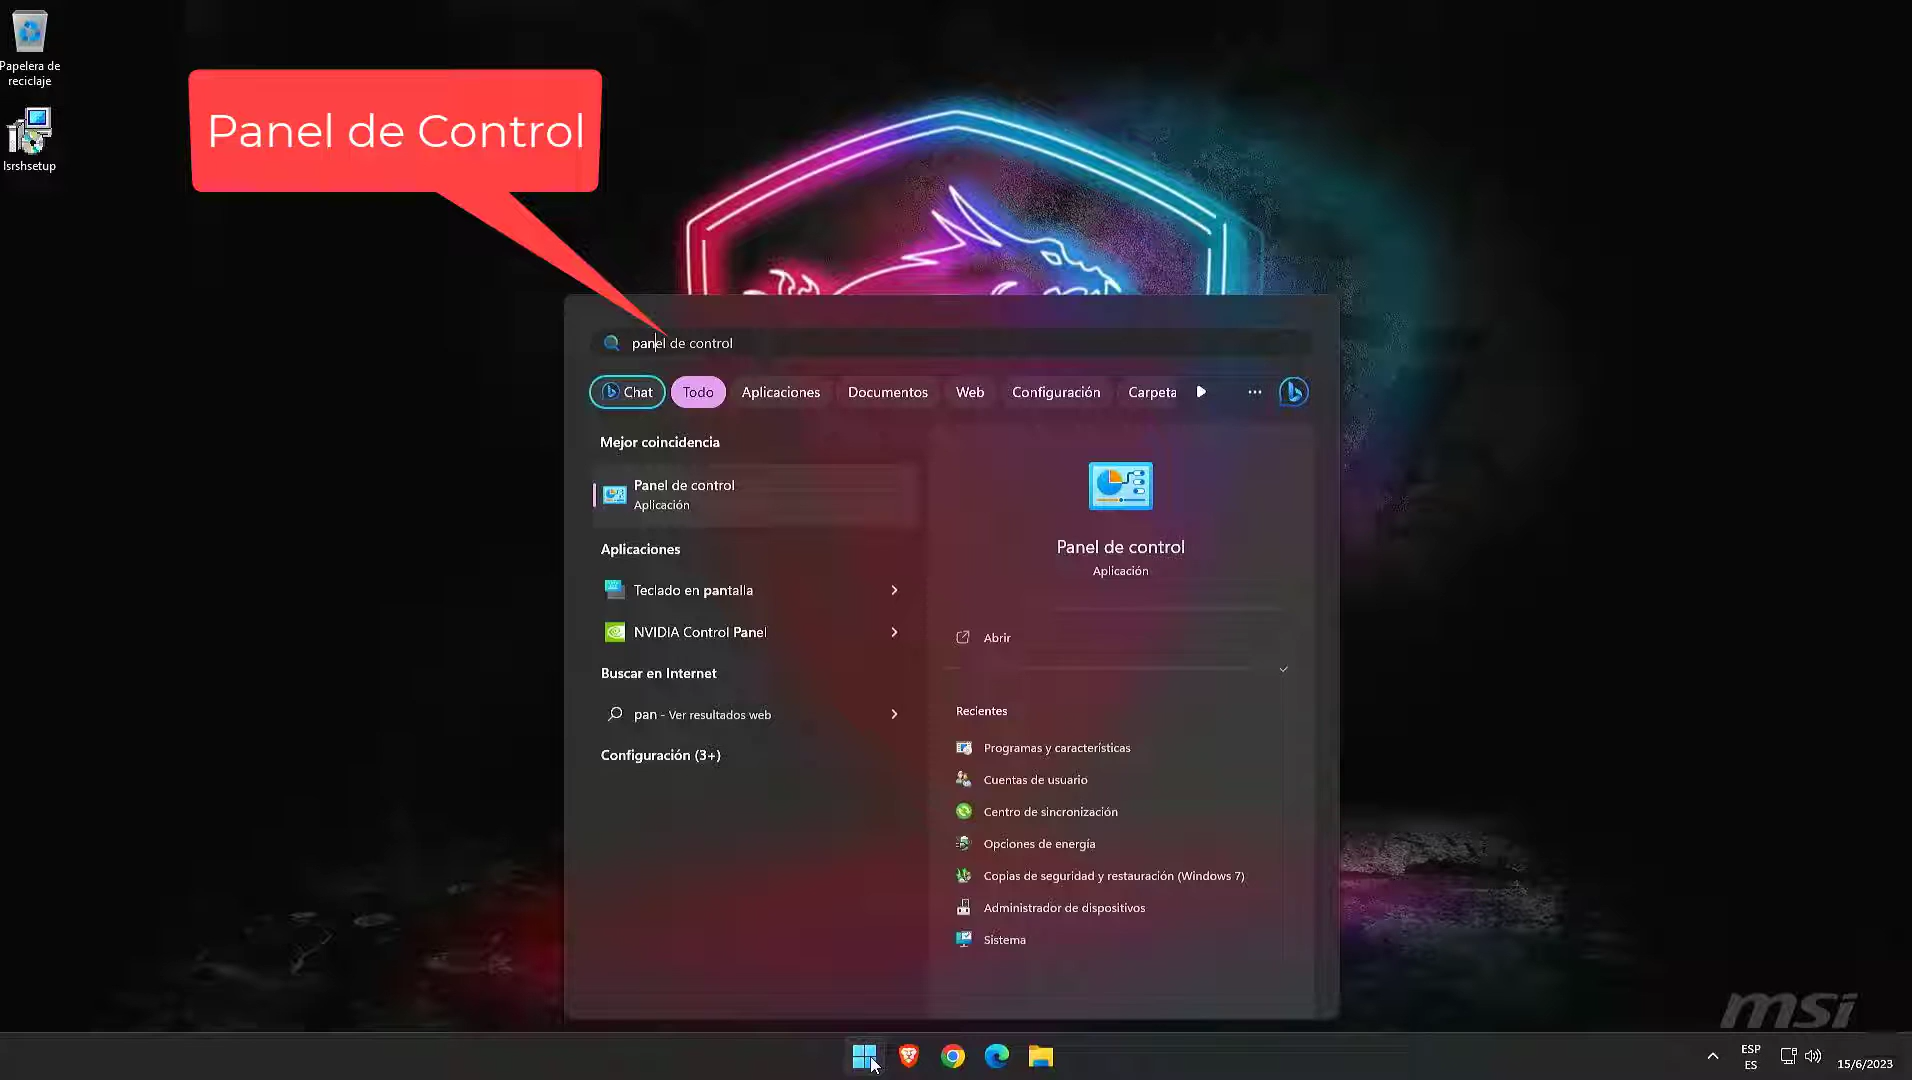 Papelera de
reciclaje
lsrshsetup
Panel de Control
panel de control
Chat
Todo
Aplicaciones
Documentos
Web
Configuración
Carpeta
Mejor coincidencia
Panel de control
Aplicación
Aplicaciones
Teclado en pantalla
NVIDIA Control Panel
Buscar en Internet
pan - Ver resultados web
Configuración (3+)
Panel de control
Aplicación
Abrir
Recientes
Programas y características
Cuentas de usuario
Centro de sincronización
Opciones de energía
Copias de seguridad y restauración (Windows 7)
Administrador de dispositivos
Sistema
msi
ESP
ES
15/6/2023